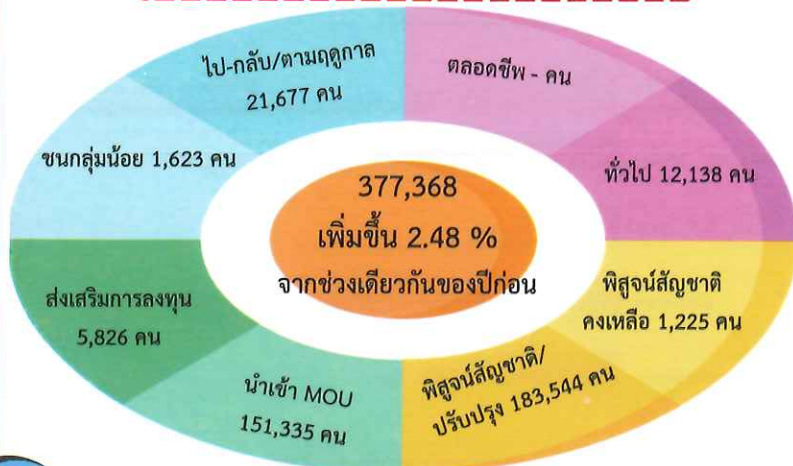 ไป-กลับ/ตามฤดูกาล
21,677 คน
ตลอดชีพ - คน
ชนกลุ่มน้อย 1,623 คน
ทั่วไป 12,138 คน
377,368
เพิ่มขึ้น 2.48 %
จากช่วงเดียวกันของปีก่อน
ส่งเสริมการลงทุน
5,826 คน
พิสูจน์สัญชาติ
คงเหลือ 1,225 คน
นำเข้า MOU
151,335 คน
พิสูจน์สัญชาติ/
ปรับปรุง 183,544 คน